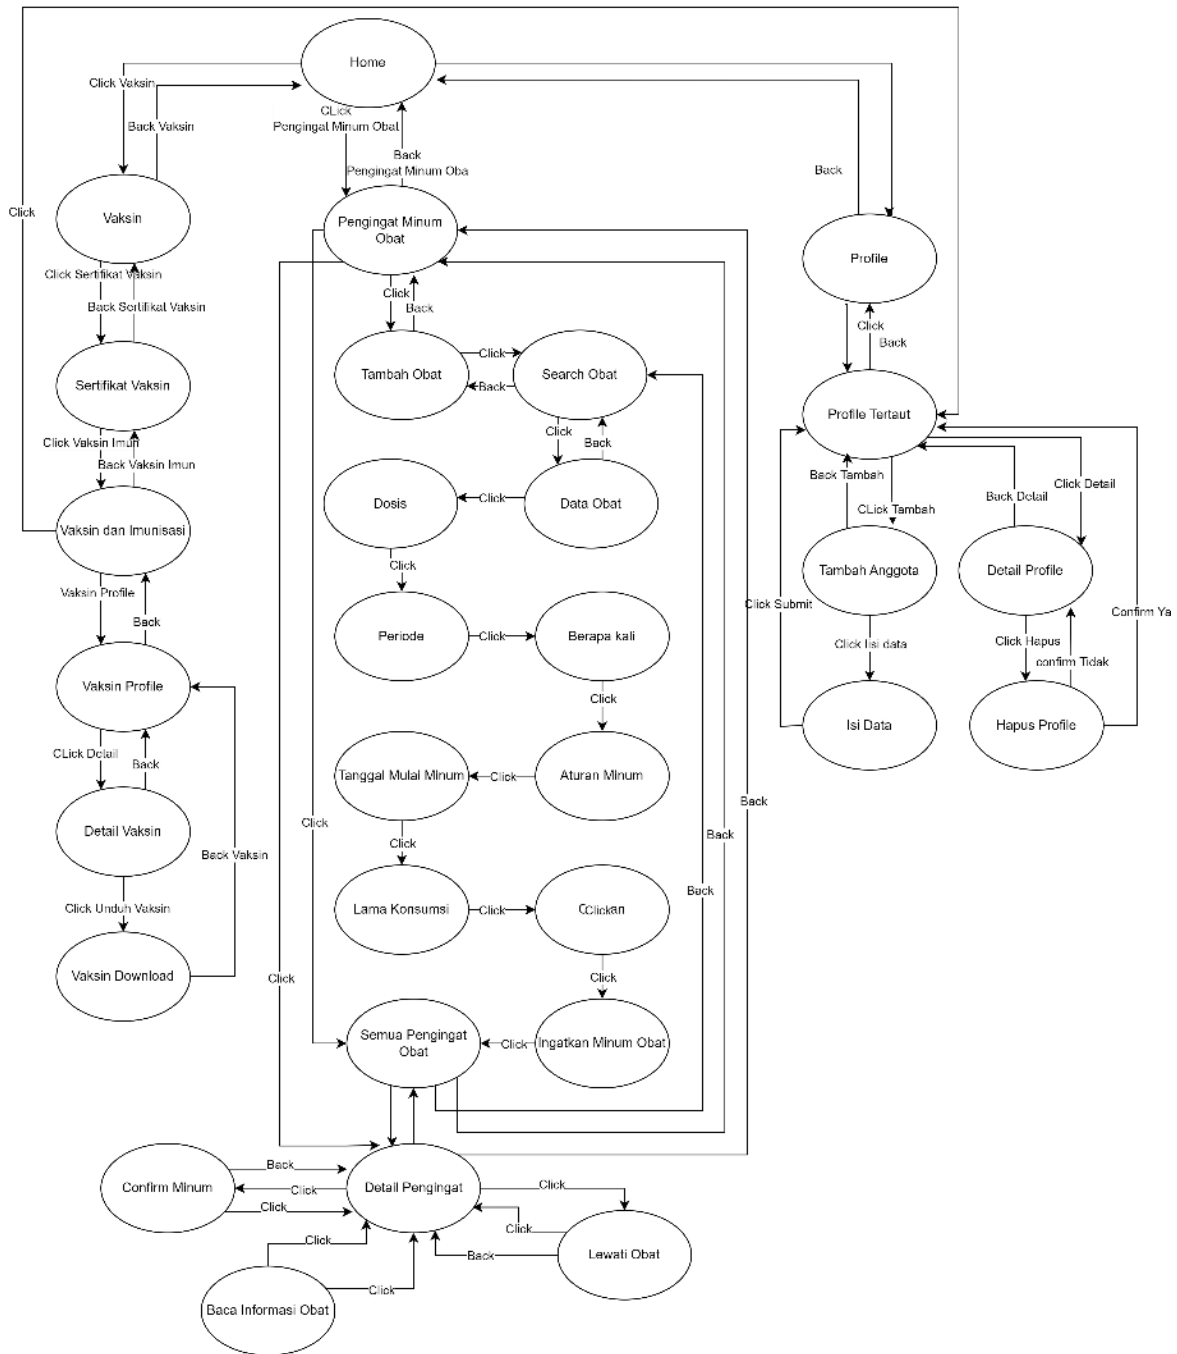 Home
Click Vaksin
CLick
Pengingat Minum Obat
Back Vaksin
Back
Pengingat Minum Oba
Back
Click
Vaksin
Pengingat Minum
Obat
Profile
Click Sertifikat Vaksin
Click
Back Sertifikat Vaksin
Back
Click
Back
Sertifikat Vaksin
Tambah Obat
Click
Back
Search Obat
Profile Tertaut
Click Vaksin Imun
Back Vaksin Imun
Click
Back
Back Tambah
Click Detail
Back Detail
CLick Tambah
Vaksin dan Imunisasi
Dosis
Click
Data Obat
Tambah Anggota
Detail Profile
Vaksin Profile
Back
Click
Click Submit
Confirm Ya
Periode
Click
Berapa kali
Click Iisi data
Click Hapus
confirm Tidak
Vaksin Profile
Click
Isi Data
Hapus Profile
CLick Detail
Back
Tanggal Mulai Minum
Click
Aturan Minum
Back
Detail Vaksin
Click
Click
Back
Back Vaksin
Back
Click Unduh Vaksin
Lama Konsumsi
Click
Click
an
Vaksin Download
Click
Click
Semua Pengingat
Obat
Click
Ingatkan Minum Obat
Back
Confirm Minum
Click
Detail Pengingat
Click
Click
Click
Click
Back
Lewati Obat
Click
Baca Informasi Obat